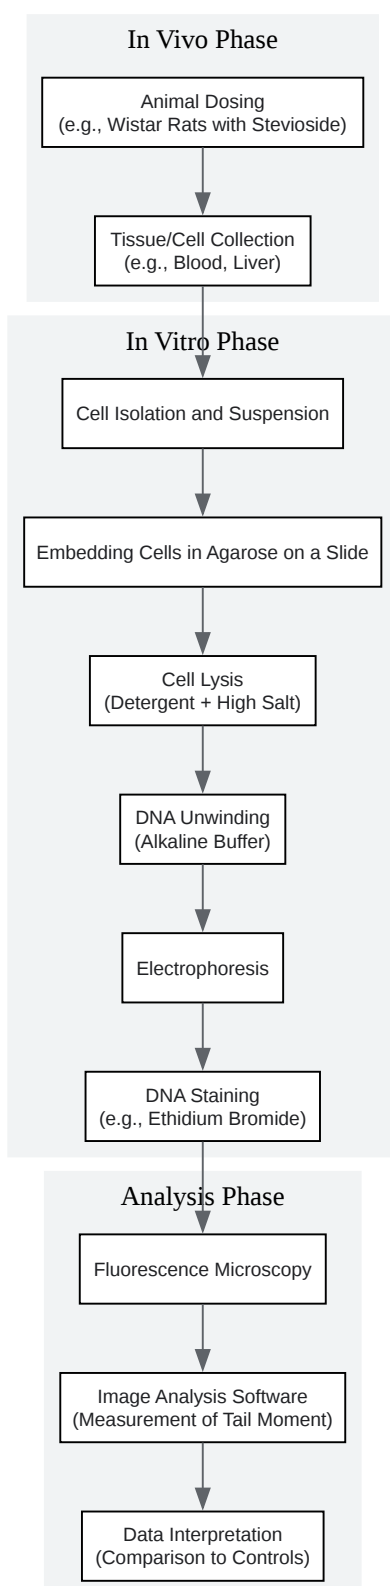 In Vivo Phase
Animal Dosing
(e.g., Wistar Rats with Stevioside)
Tissue/Cell Collection
(e.g., Blood, Liver)
In Vitro Phase
Cell Isolation and Suspension
Embedding Cells in Agarose on a Slide
Cell Lysis
(Detergent + High Salt)
DNA Unwinding
(Alkaline Buffer)
Electrophoresis
DNA Staining
(e.g., Ethidium Bromide)
Analysis Phase
Fluorescence Microscopy
Image Analysis Software
(Measurement of Tail Moment)
Data Interpretation
(Comparison to Controls)